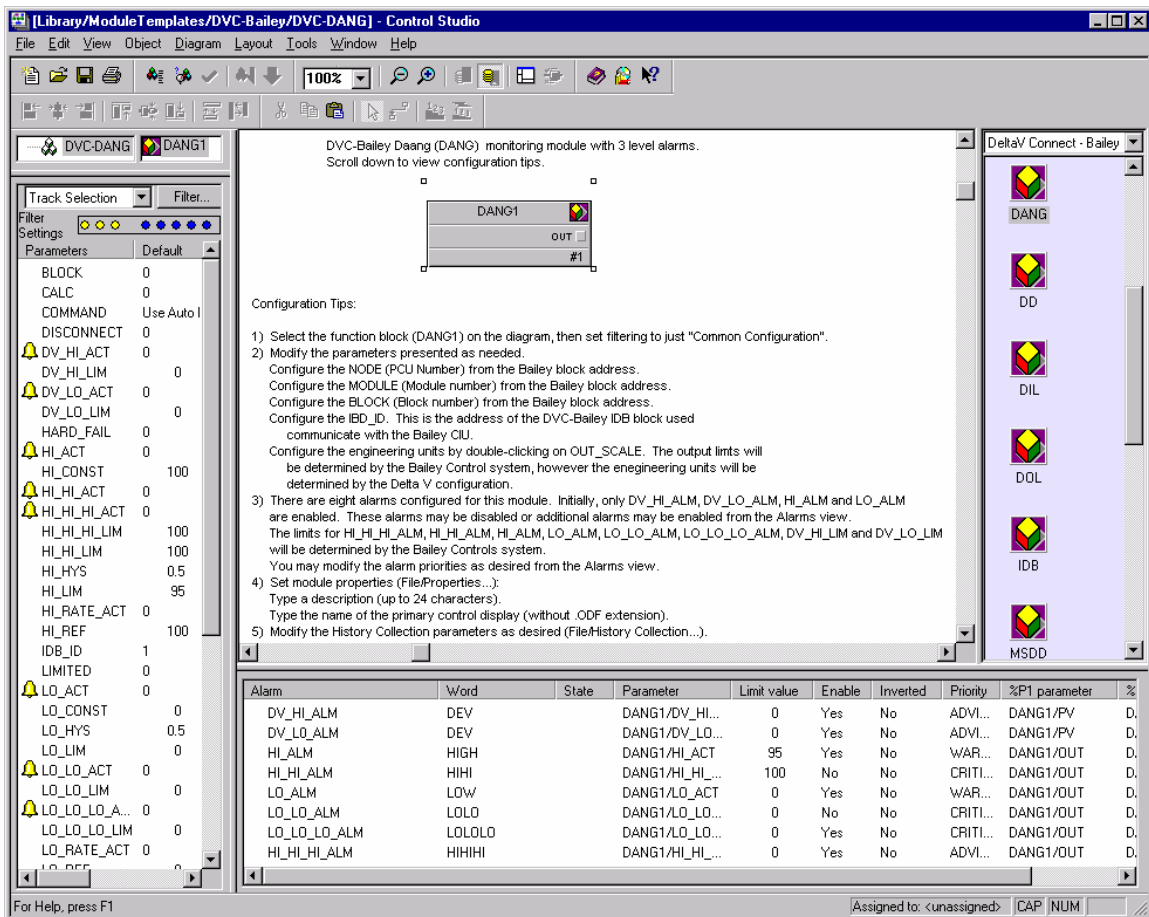 [Library/ModuleTemplates/DVC-Bailey/DVC-DANG] - Control Studio
File Edit View Object Diagram Layout Tools Window Help
100%
DVC-DANG DANG1
Track Selection Filter...
Filter Settings
Parameters Default
BLOCK 0
CALC 0
COMMAND Use Auto I
DISCONNECT 0
DV_HI_ACT 0
DV_HI_LIM 0
DV_LO_ACT 0
DV_LO_LIM 0
HARD_FAIL 0
HI_ACT 0
HI_CONST 100
HI_HI_ACT 0
HI_HI_HI_ACT 0
HI_HI_HI_LIM 100
HI_HI_LIM 100
HI_HYS 0.5
HI_LIM 95
HI_RATE_ACT 0
HI_REF 100
IDB_ID 1
LIMITED 0
LO_ACT 0
LO_CONST 0
LO_HYS 0.5
LO_LIM 0
LO_LO_ACT 0
LO_LO_LIM 0
LO_LO_LO_A... 0
LO_LO_LO_LIM 0
LO_RATE_ACT 0
LO_REF 0
DVC-Bailey Daang (DANG) monitoring module with 3 level alarms.
Scroll down to view configuration tips.
DANG1
OUT
#1
Configuration Tips:
1) Select the function block (DANG1) on the diagram, then set filtering to just "Common Configuration".
2) Modify the parameters presented as needed.
Configure the NODE (PCU Number) from the Bailey block address.
Configure the MODULE (Module number) from the Bailey block address.
Configure the BLOCK (Block number) from the Bailey block address.
Configure the IBD_ID. This is the address of the DVC-Bailey IDB block used
communicate with the Bailey CIU.
Configure the engineering units by double-clicking on OUT_SCALE. The output limts will
be determined by the Bailey Control system, however the enegineering units will be
determined by the Delta V configuration.
3) There are eight alarms configured for this module. Initially, only DV_HI_ALM, DV_LO_ALM, HI_ALM and LO_ALM
are enabled. These alarms may be disabled or additional alarms may be enabled from the Alarms view.
The limits for HI_HI_HI_ALM, HI_HI_ALM, HI_ALM, LO_ALM, LO_LO_ALM, LO_LO_LO_ALM, DV_HI_LIM and DV_LO_LIM
will be determined by the Bailey Controls system.
You may modify the alarm priorities as desired from the Alarms view.
4) Set module properties (File/Properties...):
Type a description (up to 24 characters).
Type the name of the primary control display (without .ODF extension).
5) Modify the History Collection parameters as desired (File/History Collection...).
DeltaV Connect - Bailey
DANG
DD
DIL
DOL
IDB
MSDD
Alarm Word State Parameter Limit value Enable Inverted Priority %P1 parameter %
DV_HI_ALM DEV DANG1/DV_HI... 0 Yes No ADVI... DANG1/PV D.
DV_LO_ALM DEV DANG1/DV_LO... 0 Yes No ADVI... DANG1/PV D.
HI_ALM HIGH DANG1/HI_ACT 95 Yes No WAR... DANG1/OUT D.
HI_HI_ALM HIHI DANG1/HI_HI_... 100 No No CRITI... DANG1/OUT D.
LO_ALM LOW DANG1/LO_ACT 0 Yes No WAR... DANG1/OUT D.
LO_LO_ALM LOLO DANG1/LO_LO... 0 No No CRITI... DANG1/OUT D.
LO_LO_LO_ALM LOLOLO DANG1/LO_LO... 0 Yes No CRITI... DANG1/OUT D.
HI_HI_HI_ALM HIHIHI DANG1/HI_HI_... 0 Yes No ADVI... DANG1/OUT D.
For Help, press F1
Assigned to: <unassigned> CAP NUM